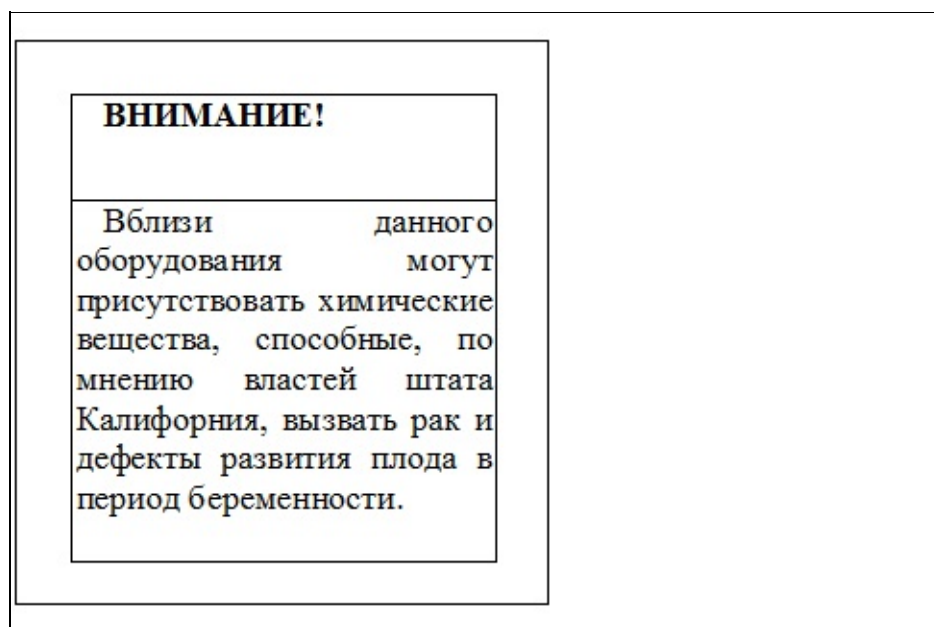 ВНИМАНИЕ!
Вблизи данного
оборудования могут
присутствовать химические
вещества, способные, по
мнению властей штата
Калифорния, вызвать рак и
дефекты развития плода в
период беременности.